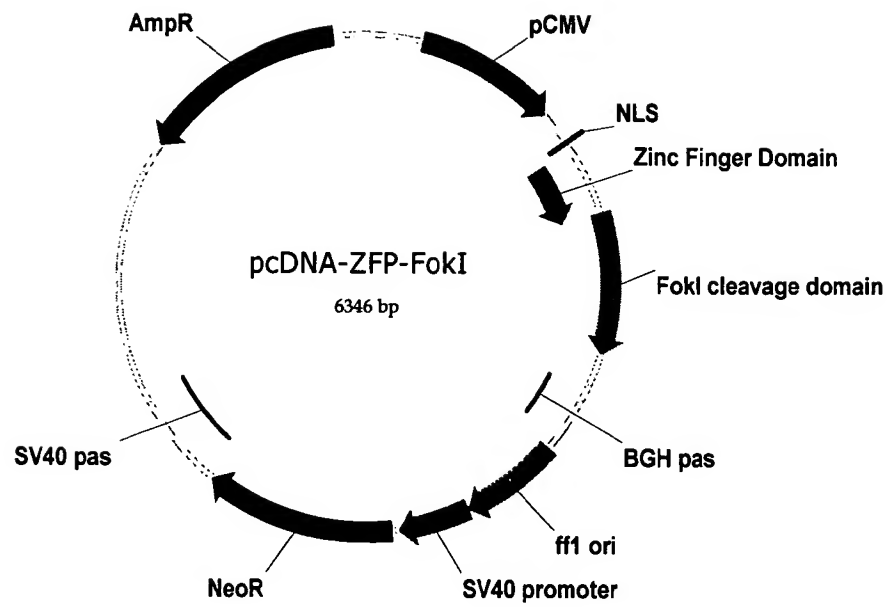 AmpR
pCMV
NLS
Zinc Finger Domain
pcDNA-ZFP-FokI
6346 bp
FokI cleavage domain
SV40 pas
BGH pas
ff1 ori
NeoR
SV40 promoter